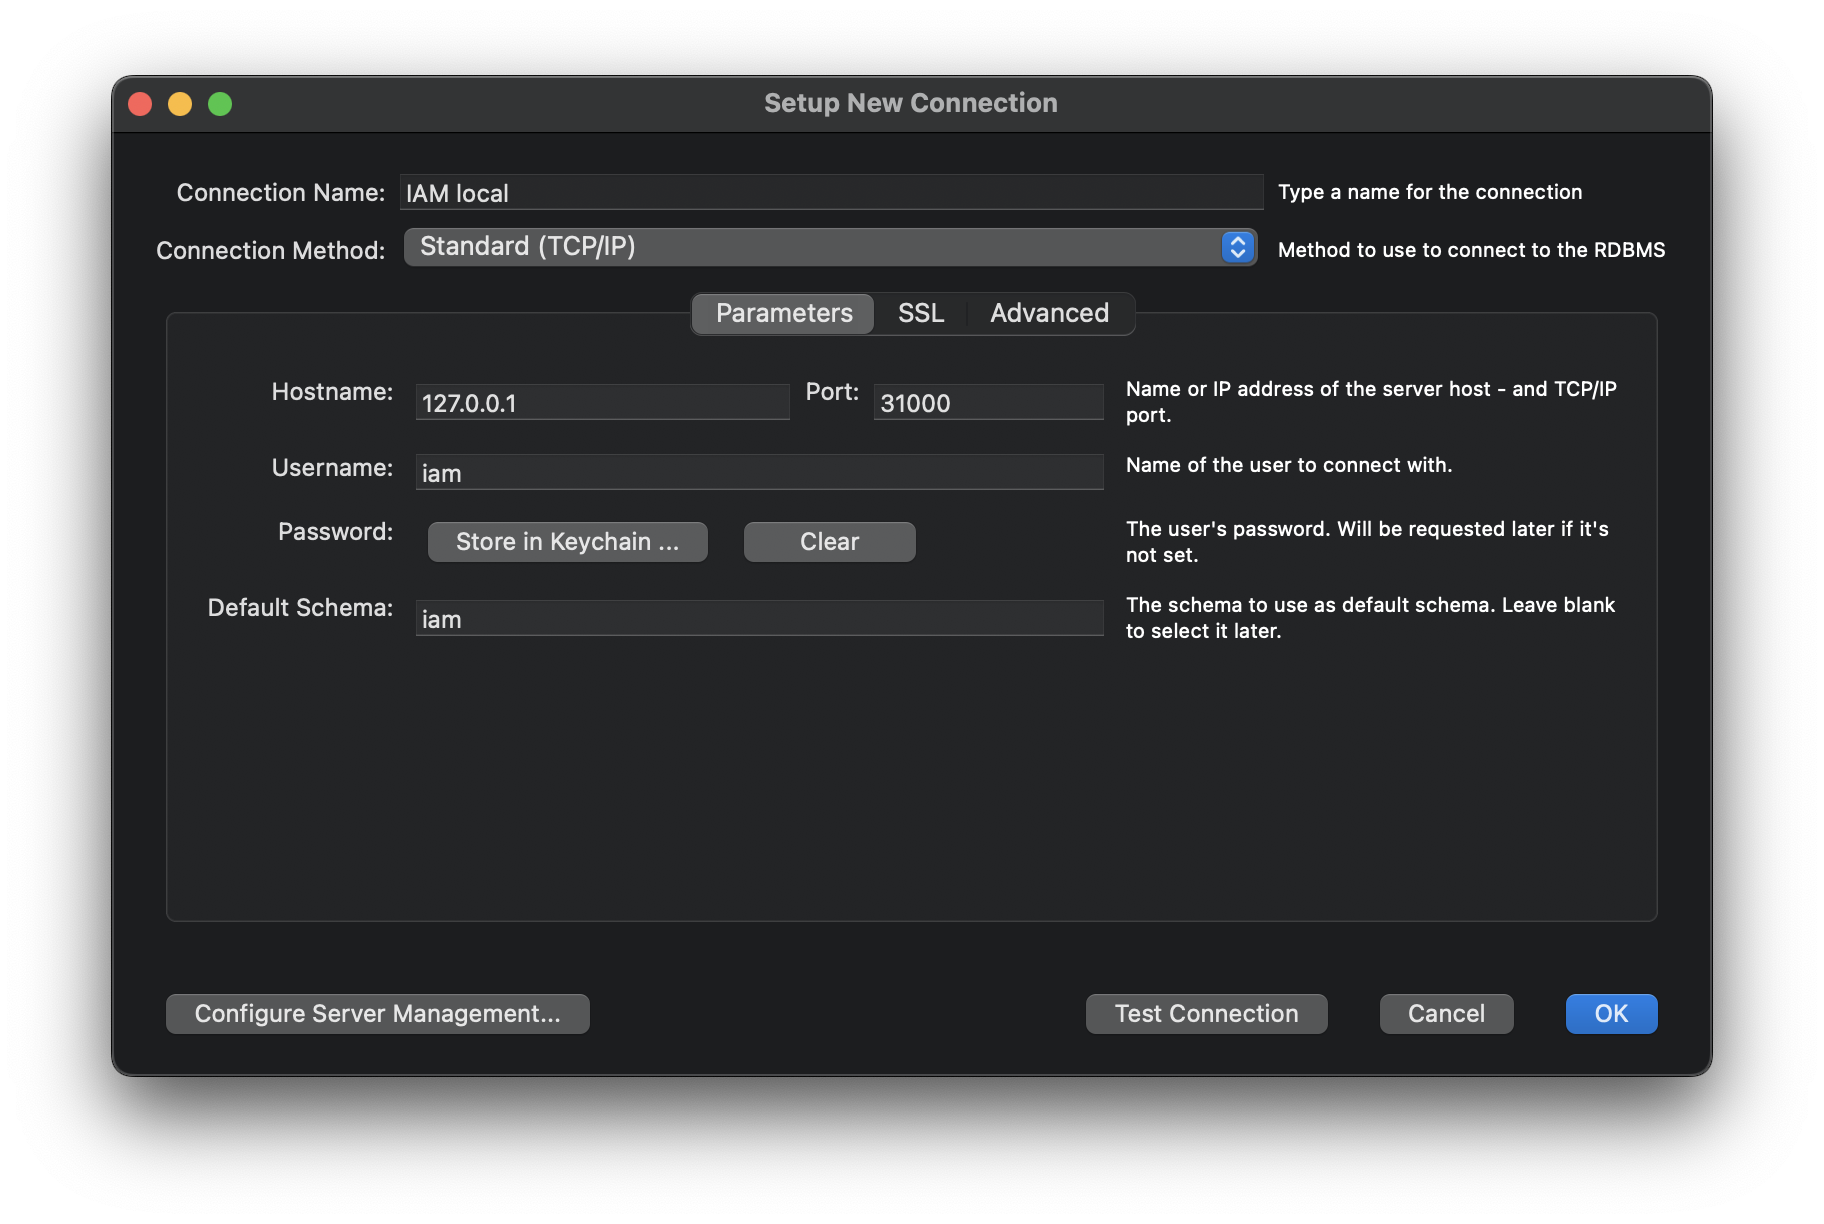 Setup New Connection
Connection Name: IAM local Type a name for the connection
Connection Method: Standard (TCP/IP) Method to use to connect to the RDBMS
Parameters SSL Advanced
Hostname: 127.0.0.1 Port: 31000 Name or IP address of the server host - and TCP/IP
port.
Username: iam Name of the user to connect with.
Password: Store in Keychain ... Clear The user's password. Will be requested later if it's
not set.
Default Schema: iam The schema to use as default schema. Leave blank
to select it later.
Configure Server Management... Test Connection Cancel OK